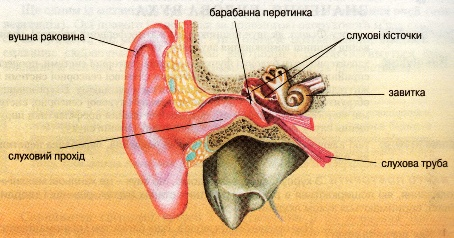 барабанна перетинка
вушна раковина
слухові кісточки
завитка
слуховий прохід
слухова труба